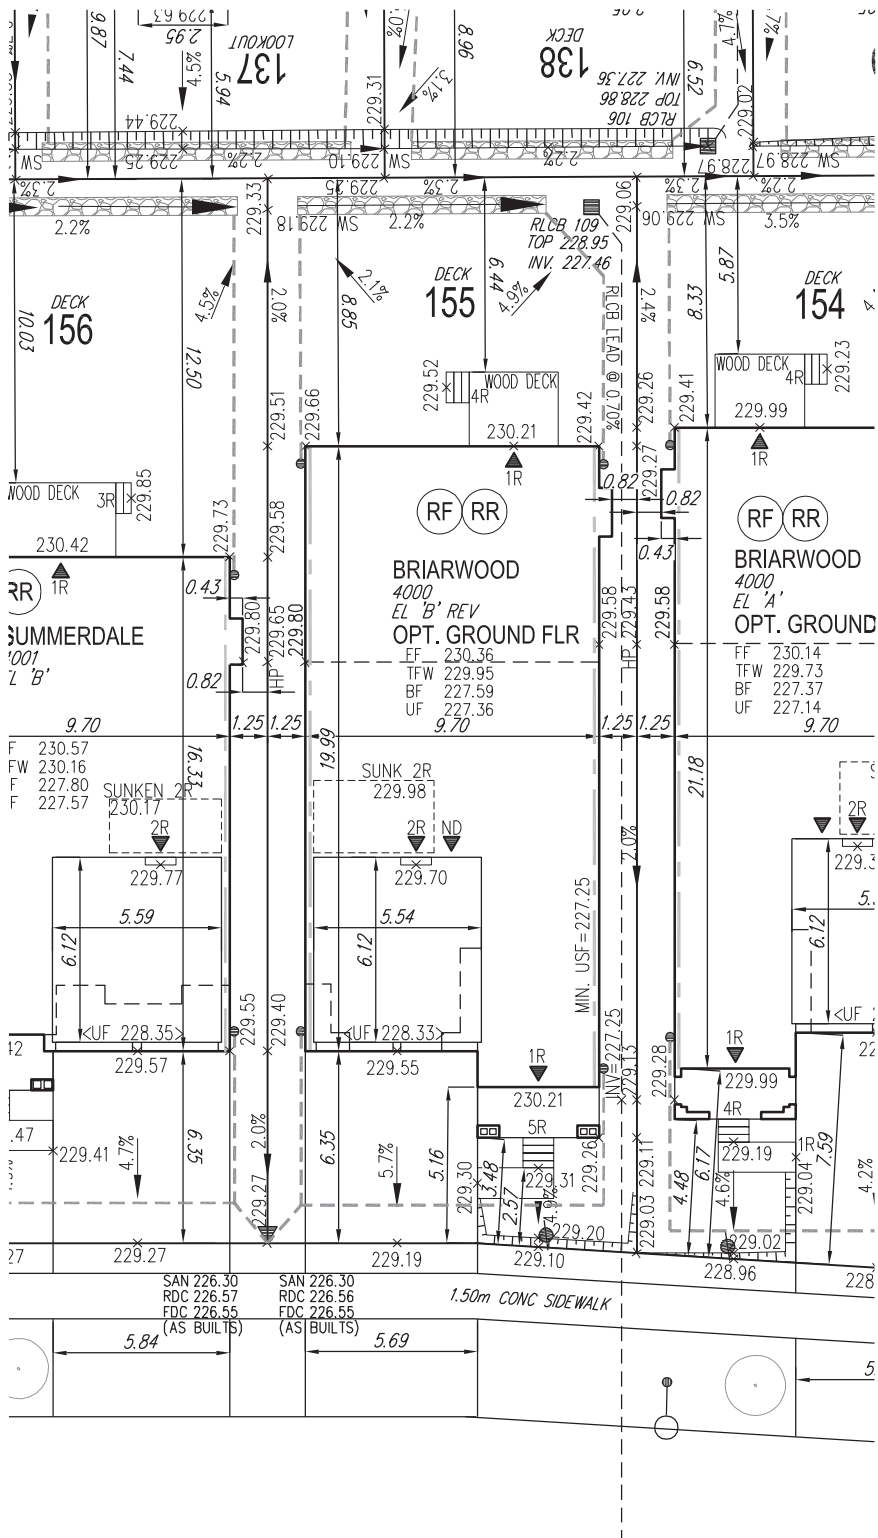 229.63
2.95
9.87
7.44
4.5%
5.94
LOOKOUT
137
229.31
3.1%
8.96
DECK
138
6.52
4.7%
INV. 227.36
TOP 228.86
RLCB 106
229.02
229.44
SW
229.25
2.2%
229.10
SW
2.2%
228.97
228.97
SW
2.3%
229.33
229.25
2.3%
229.06
2.3%
2.2%
2.2%
229.18
SW
2.2%
RLCB 109
TOP 228.95
INV. 227.46
229.06
SW
3.5%
DECK
156
10.03
12.50
4.5%
2.0%
8.85
2.1%
DECK
155
6.44
4.9%
RLCB LEAD @ 0.70%
2.4%
8.33
5.87
DECK
154
WOOD DECK
3R
229.85
230.42
1R
229.73
229.51
229.58
229.66
229.52
4R
WOOD DECK
230.21
1R
229.42
229.26
229.27
229.41
WOOD DECK
4R
229.23
229.99
1R
0.82
0.82
0.43
RR
SUMMERDALE
0.43
229.80
229.65
HP
229.80
0.82
RF
RR
BRIARWOOD
4000
EL 'B' REV
OPT. GROUND FLR
FF 230.36
TFW 229.95
BF 227.59
UF 227.36
229.58
229.43
HP
229.58
RF
RR
BRIARWOOD
4000
EL 'A'
OPT. GROUND
FF 230.14
TFW 229.73
BF 227.37
UF 227.14
9.70
1.25
1.25
9.70
1.25
1.25
9.70
F 230.57
FW 230.16
F 227.80
F 227.57
16.33
SUNKEN 2R
230.17
2R
229.77
19.99
SUNK 2R
229.98
2R
ND
229.70
2.0%
21.18
2R
5.59
6.12
5.54
6.12
MIN. USF=227.25
6.12
<UF 228.35>
229.57
229.55
229.40
<UF 228.33>
229.55
INV=227.25
229.13
229.28
1R
230.21
5R
1R
229.99
4R
229.41
4.7%
6.35
2.0%
229.27
6.35
5.7%
5.16
229.30
3.48
2.57
229.31
4.9%
229.20
229.26
229.11
229.03
4.48
6.17
4.6%
229.19
229.02
1R
229.04
7.59
4.2%
229.27
229.19
229.10
228.96
SAN 226.30
RDC 226.57
FDC 226.55
(AS BUILTS)
SAN 226.30
RDC 226.56
FDC 226.55
(AS BUILTS)
1.50m CONC SIDEWALK
5.84
5.69